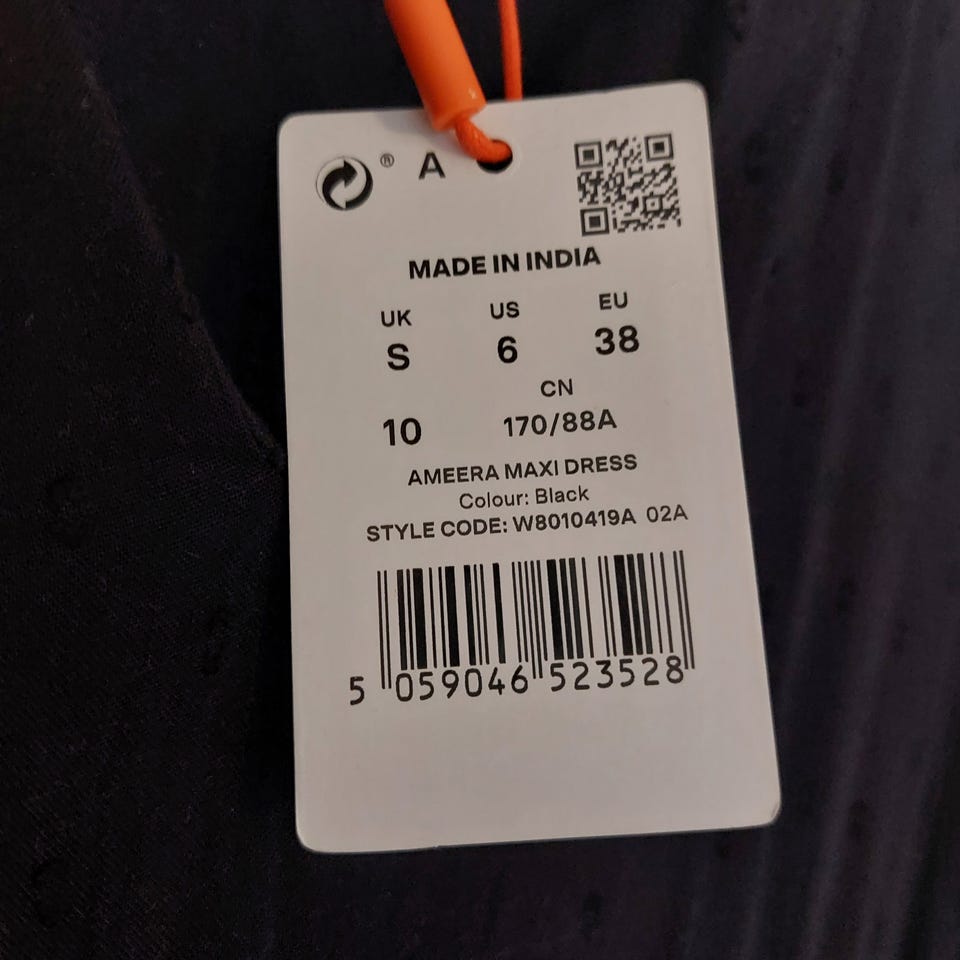 ® A
MADE IN INDIA
UK US EU
S 6 38
CN
10 170/88A
AMEERA MAXI DRESS
Colour: Black
STYLE CODE: W8010419A 02A
5 059046 523528